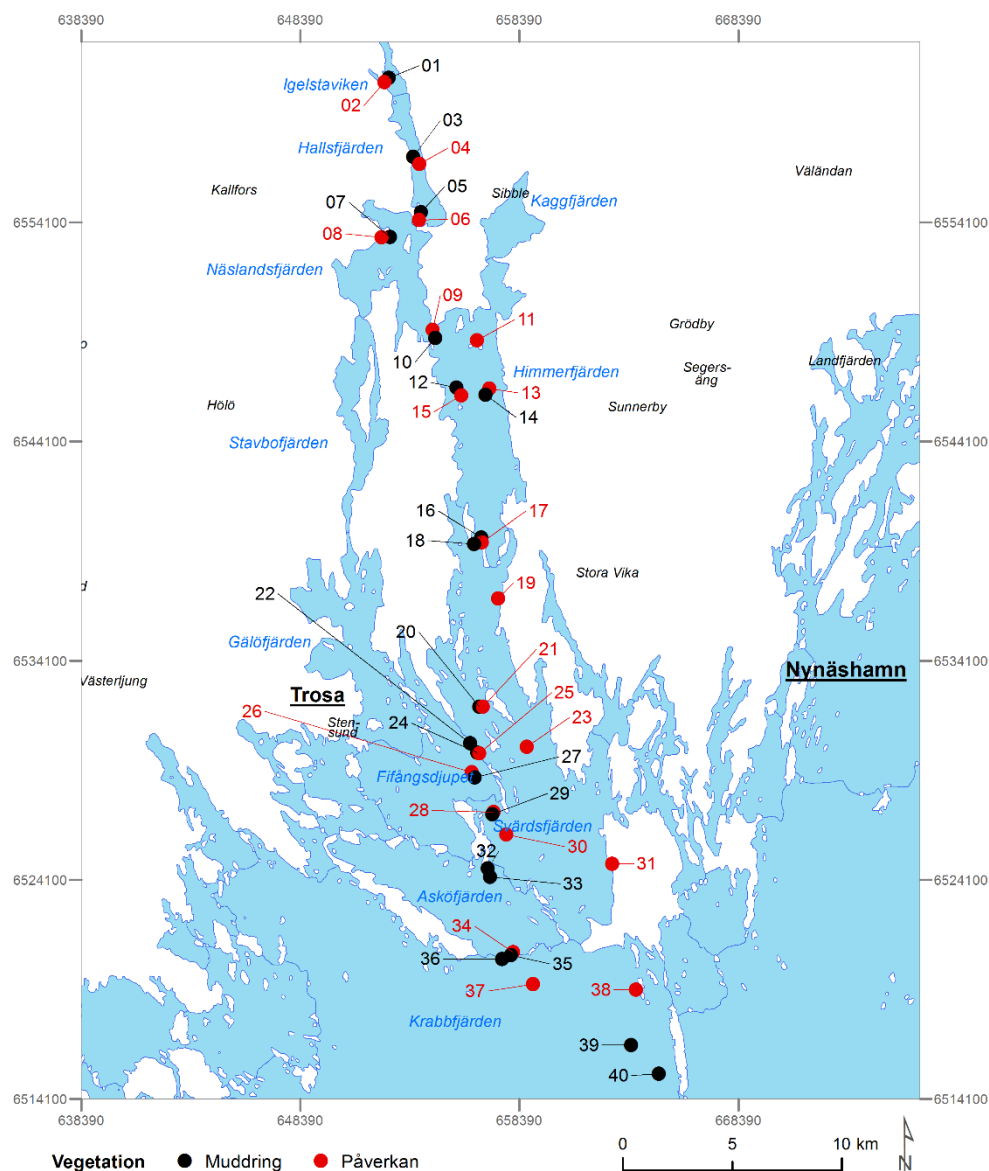 638390 648390 658390 668390
01
Igelstaviken
02
03
Hallsfjärden
04
Väländan
Kallfors
Sibble
Kaggfjärden
05
07
06
6554100 6554100
08
Näslandsfjärden
09
11
Grödby
10
Landfjärden
Segers-
äng
Himmerfjärden
12
13
Hölö
15
14
Sunnerby
Stavbofjärden
6544100 6544100
16
17
18
Stora Vika
19
22
20
Gälöfjärden
21
6534100 6534100
Västerljung
Nynäshamn
25
Trosa
26
23
Sten-
sund
24
27
Fifångsdjupet
29
28
Svärdsfjärden
30
32
31
6524100 6524100
33
Asköfjärden
34
36
35
37
38
Krabbfjärden
39
40
6514100 6514100
638390 648390 658390 668390
0 5 10 km
N
Vegetation Muddring Påverkan